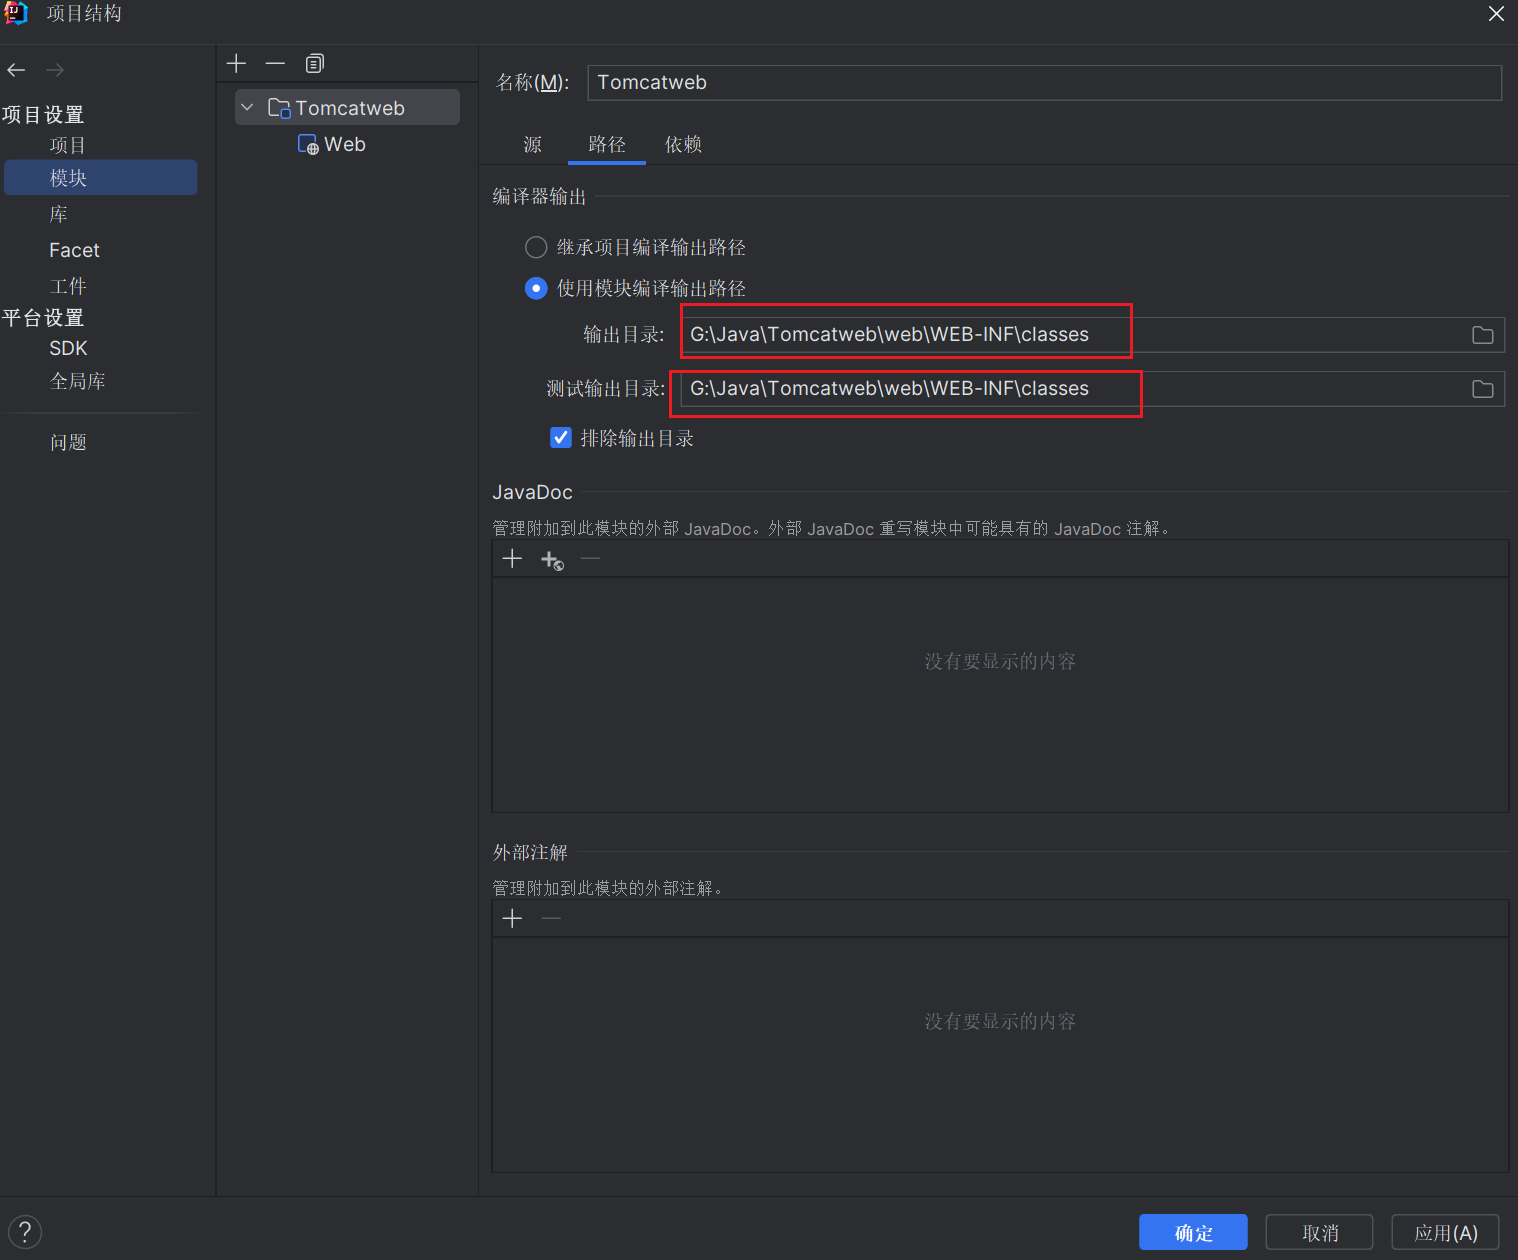 项目结构
项目设置
项目
模块
库
Facet
工件
平台设置
SDK
全局库
问题
Tomcatweb
Web
名称(M):
Tomcatweb
源
路径
依赖
编译器输出
继承项目编译输出路径
使用模块编译输出路径
输出目录:
G:\Java\Tomcatweb\web\WEB-INF\classes
测试输出目录:
G:\Java\Tomcatweb\web\WEB-INF\classes
排除输出目录
JavaDoc
管理附加到此模块的外部 JavaDoc。外部 JavaDoc 重写模块中可能具有的 JavaDoc 注解。
没有要显示的内容
外部注解
管理附加到此模块的外部注解。
没有要显示的内容
?
确定
取消
应用(A)